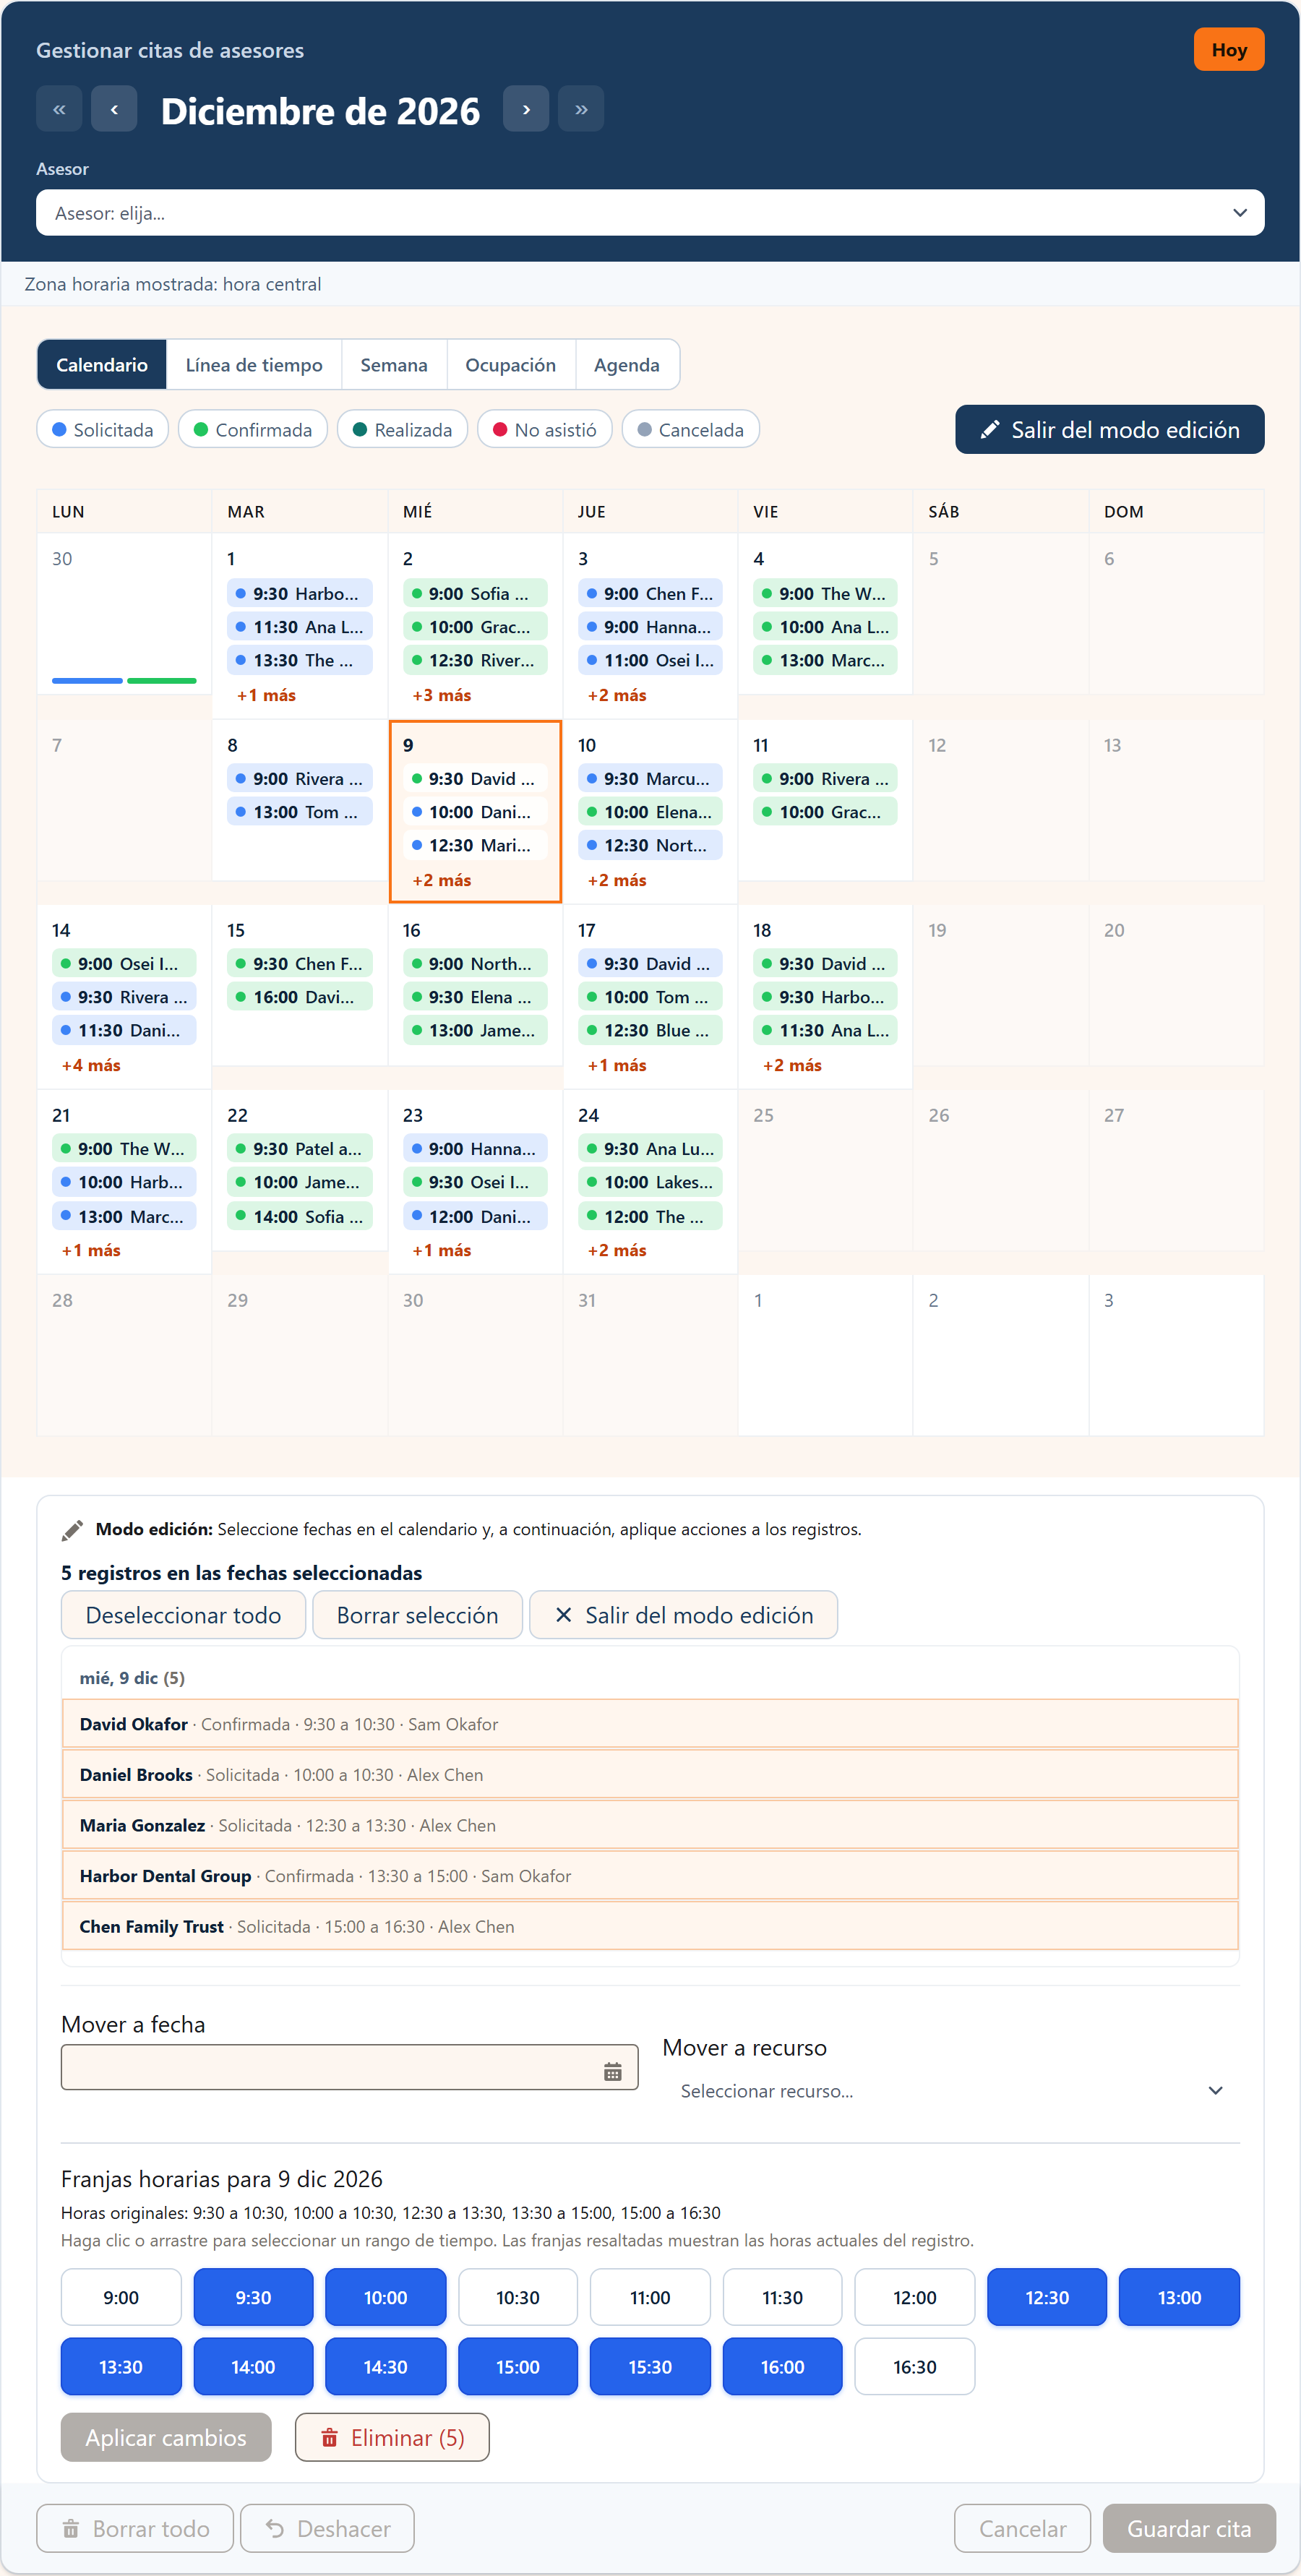 Gestionar citas de asesores
Hoy
« ‹ Diciembre de 2026 › »
Asesor
Asesor: elija...
Zona horaria mostrada: hora central
Calendario Línea de tiempo Semana Ocupación Agenda
Solicitada Confirmada Realizada No asistió Cancelada
Salir del modo edición
LUN MAR MIÉ JUE VIE SÁB DOM
30 1 2 3 4 5 6
9:30 Harbo... 9:00 Sofia ... 9:00 Chen F... 9:00 The W...
11:30 Ana L... 10:00 Grac... 9:00 Hanna... 10:00 Ana L...
13:30 The ... 12:30 River... 11:00 Osei I... 13:00 Marc...
+1 más +3 más +2 más
7 8 9 10 11 12 13
9:00 Rivera ... 9:30 David ... 9:30 Marcu... 9:00 Rivera ...
13:00 Tom ... 10:00 Dani... 10:00 Elena... 10:00 Grac...
12:30 Mari... 12:30 Nort...
+2 más +2 más
14 15 16 17 18 19 20
9:00 Osei I... 9:30 Chen F... 9:00 North... 9:30 David ... 9:30 David ...
9:30 Rivera ... 16:00 Davi... 9:30 Elena ... 10:00 Tom ... 9:30 Harbo...
11:30 Dani... 13:00 Jame... 12:30 Blue ... 11:30 Ana L...
+4 más +1 más +2 más
21 22 23 24 25 26 27
9:00 The W... 9:30 Patel a... 9:00 Hanna... 9:30 Ana Lu...
10:00 Harb... 10:00 Jame... 9:30 Osei I... 10:00 Lakes...
13:00 Marc... 14:00 Sofia ... 12:00 Dani... 12:00 The ...
+1 más +1 más +2 más
28 29 30 31 1 2 3
Modo edición: Seleccione fechas en el calendario y, a continuación, aplique acciones a los registros.
5 registros en las fechas seleccionadas
Deseleccionar todo Borrar selección Salir del modo edición
mié, 9 dic (5)
David Okafor · Confirmada · 9:30 a 10:30 · Sam Okafor
Daniel Brooks · Solicitada · 10:00 a 10:30 · Alex Chen
Maria Gonzalez · Solicitada · 12:30 a 13:30 · Alex Chen
Harbor Dental Group · Confirmada · 13:30 a 15:00 · Sam Okafor
Chen Family Trust · Solicitada · 15:00 a 16:30 · Alex Chen
Mover a fecha
Mover a recurso
Seleccionar recurso...
Franjas horarias para 9 dic 2026
Horas originales: 9:30 a 10:30, 10:00 a 10:30, 12:30 a 13:30, 13:30 a 15:00, 15:00 a 16:30
Haga clic o arrastre para seleccionar un rango de tiempo. Las franjas resaltadas muestran las horas actuales del registro.
9:00 9:30 10:00 10:30 11:00 11:30 12:00 12:30 13:00
13:30 14:00 14:30 15:00 15:30 16:00 16:30
Aplicar cambios Eliminar (5)
Borrar todo Deshacer Cancelar Guardar cita